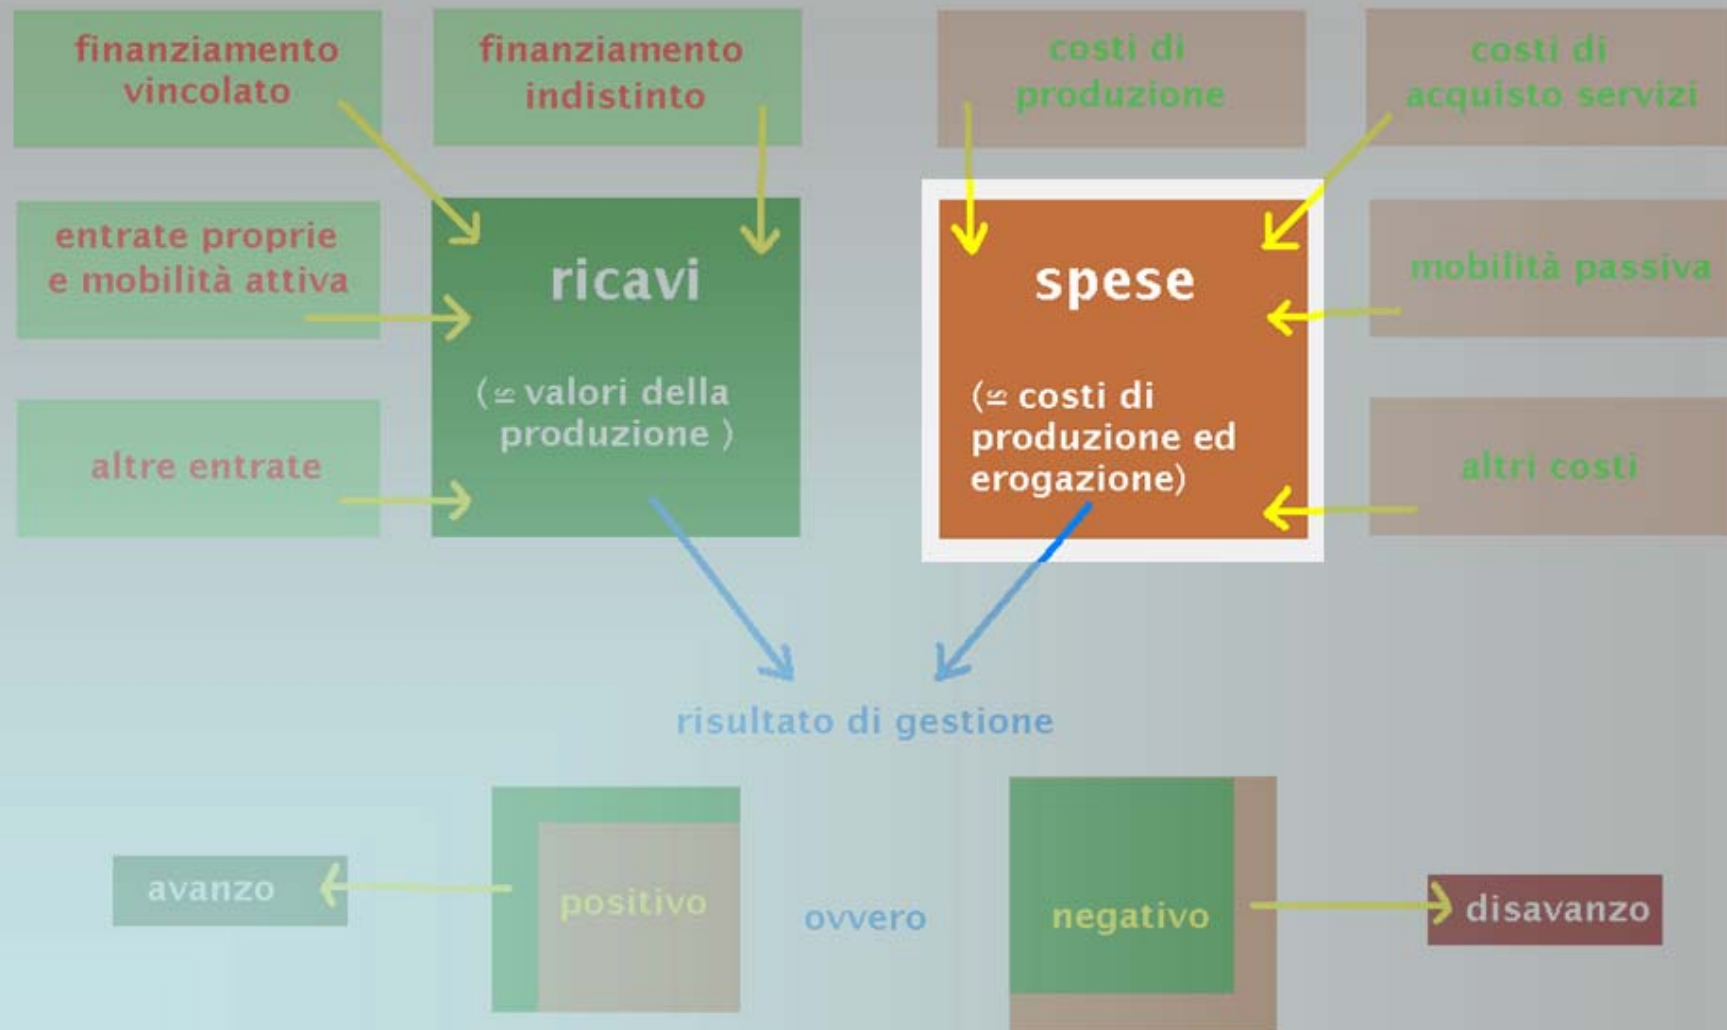 finanziamento
vincolato
finanziamento
indistinto
costi di
produzione
costi di
acquisto servizi
entrate proprie
e mobilità attiva
ricavi
(≌ valori della
produzione )
spese
(≌ costi di
produzione ed
erogazione)
mobilità passiva
altre entrate
altri costi
risultato di gestione
avanzo
positivo
ovvero
negativo
disavanzo